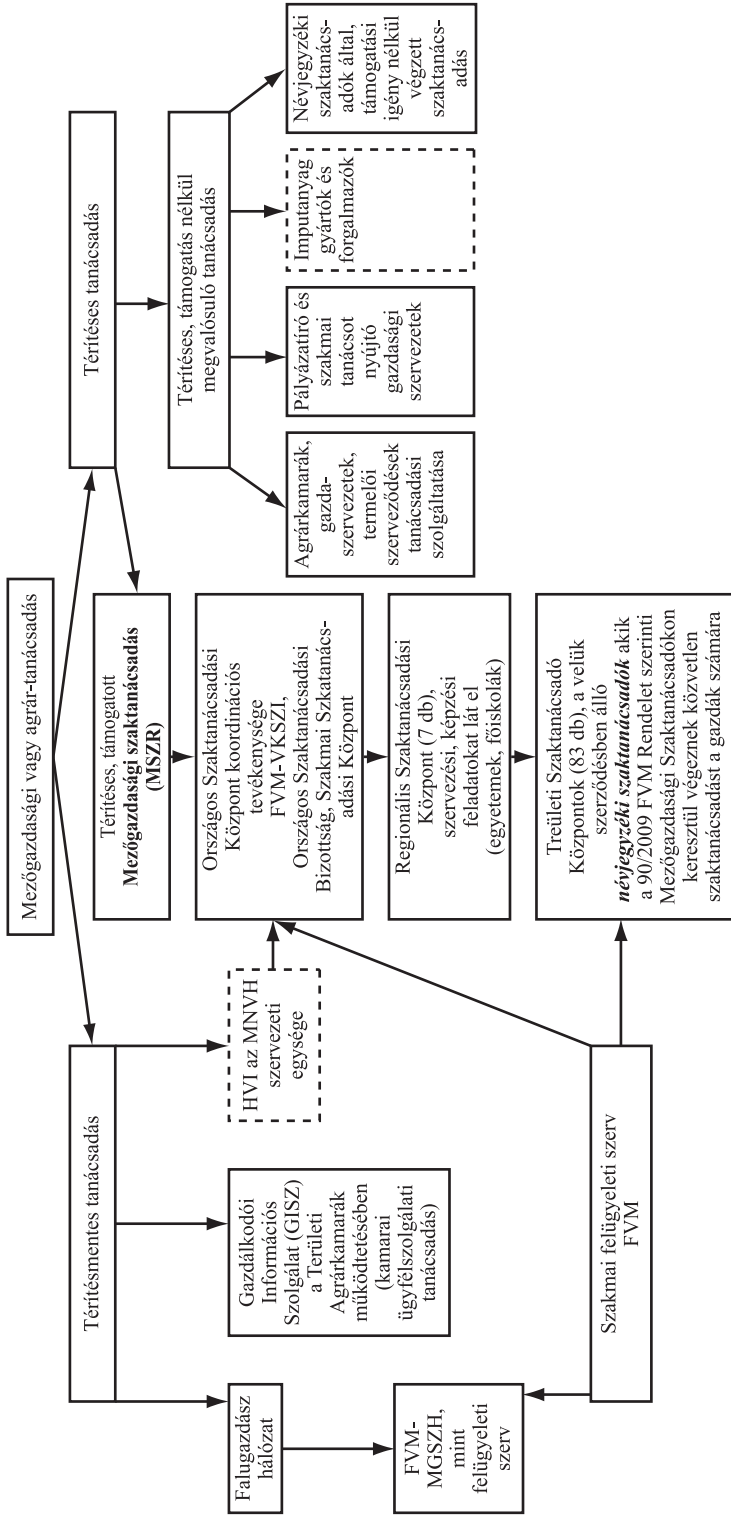 Mezőgazdasági vagy agrár-tanácsadás
Térítésmentes tanácsadás
Térítéses tanácsadás
Falugazdász
hálózat
FVM-
MGSZH,
mint
felügyeleti
szerv
Gazdálkodói
Információs
Szolgálat (GISZ)
a Területi
Agrárkamarák
működtetésében
(kamarai
ügyfélszolgálati
tanácsadás)
HVI az MNVH
szervezeti
egysége
Szakmai felügyeleti szerv
FVM
Térítéses, támogatott
Mezőgazdasági szaktanácsadás
(MSZR)
Országos Szaktanácsadási
Központ koordinációs
tevékenysége
FVM-VKSZI,
Országos Szaktanácsadási
Bizottság, Szakmai Szkatanács-
adási Központ
Regionális Szaktanácsadási
Központ (7 db),
szervezési, képzési
feladatokat lát el
(egyetemek, főiskolák)
Treületi Szaktanácsadó
Központok (83 db), a velük
szerződésben álló
névjegyzéki szaktanácsadók akik
a 90/2009 FVM Rendelet szerinti
Mezőgazdasági Szaktanácsadókon
keresztül végeznek közvetlen
szaktanácsadást a gazdák számára
Térítéses, támogatás nélkül
megvalósuló tanácsadás
Agrárkamarák,
gazda-
szervezetek,
termelői
szerveződések
tanácsadási
szolgáltatása
Pályázatíró és
szakmai
tanácsot
nyújtó
gazdasági
szervezetek
Imputanyag
gyártók és
forgalmazók
Névjegyzéki
szaktanács-
adók által,
támogatási
igény nélkül
végzett
szaktanács-
adás